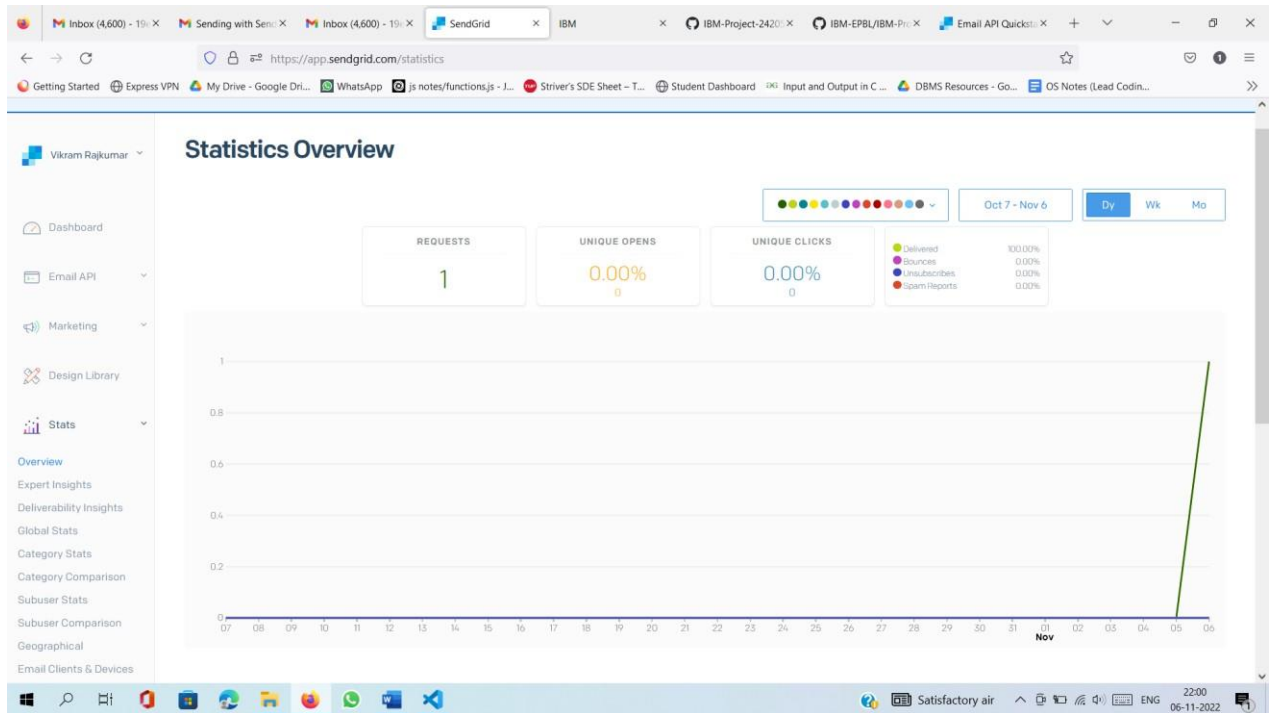 Inbox (4,600) - 19
Sending with Send
Inbox (4,600) - 19
SendGrid
IBM
IBM-Project-2420
IBM-EPBL/IBM-Pro
Email API Quicksta
https://app.sendgrid.com/statistics
1
Getting Started
Express VPN
My Drive - Google Dri...
WhatsApp
js notes/functions.js - J...
Striver's SDE Sheet – T...
Student Dashboard
Input and Output in C ...
DBMS Resources - Go...
OS Notes (Lead Codin...
Vikram Rajkumar
Statistics Overview
Oct 7 - Nov 6
Dy Wk Mo
Dashboard
Email API
Marketing
Design Library
Stats
Overview
Expert Insights
Deliverability Insights
Global Stats
Category Stats
Category Comparison
Subuser Stats
Subuser Comparison
Geographical
Email Clients & Devices
REQUESTS
1
UNIQUE OPENS
0.00%
0
UNIQUE CLICKS
0.00%
0
Delivered 100.00%
Bounces 0.00%
Unsubscribes 0.00%
Spam Reports 0.00%
1
0.8
0.6
0.4
0.2
0
07 08 09 10 11 12 13 14 15 16 17 18 19 20 21 22 23 24 25 26 27 28 29 30 31 01 02 03 04 05 06
Nov
Satisfactory air
ENG
22:00
06-11-2022
1